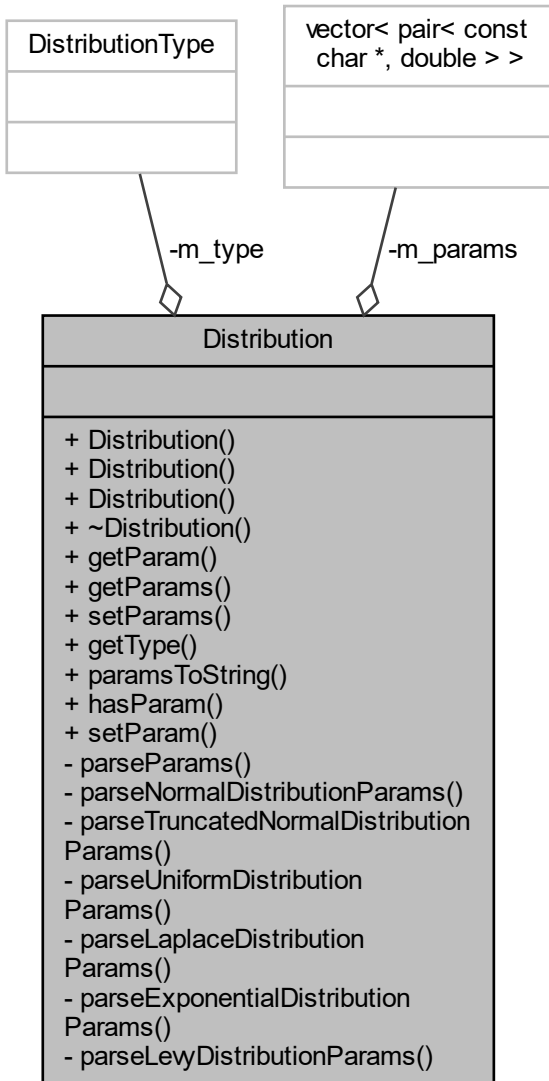 DistributionType
vector< pair< const
char *, double > >
-m_type
-m_params
Distribution
+ Distribution()
+ Distribution()
+ Distribution()
+ ~Distribution()
+ getParam()
+ getParams()
+ setParams()
+ getType()
+ paramsToString()
+ hasParam()
+ setParam()
- parseParams()
- parseNormalDistributionParams()
- parseTruncatedNormalDistribution
Params()
- parseUniformDistribution
Params()
- parseLaplaceDistribution
Params()
- parseExponentialDistribution
Params()
- parseLevyDistributionParams()